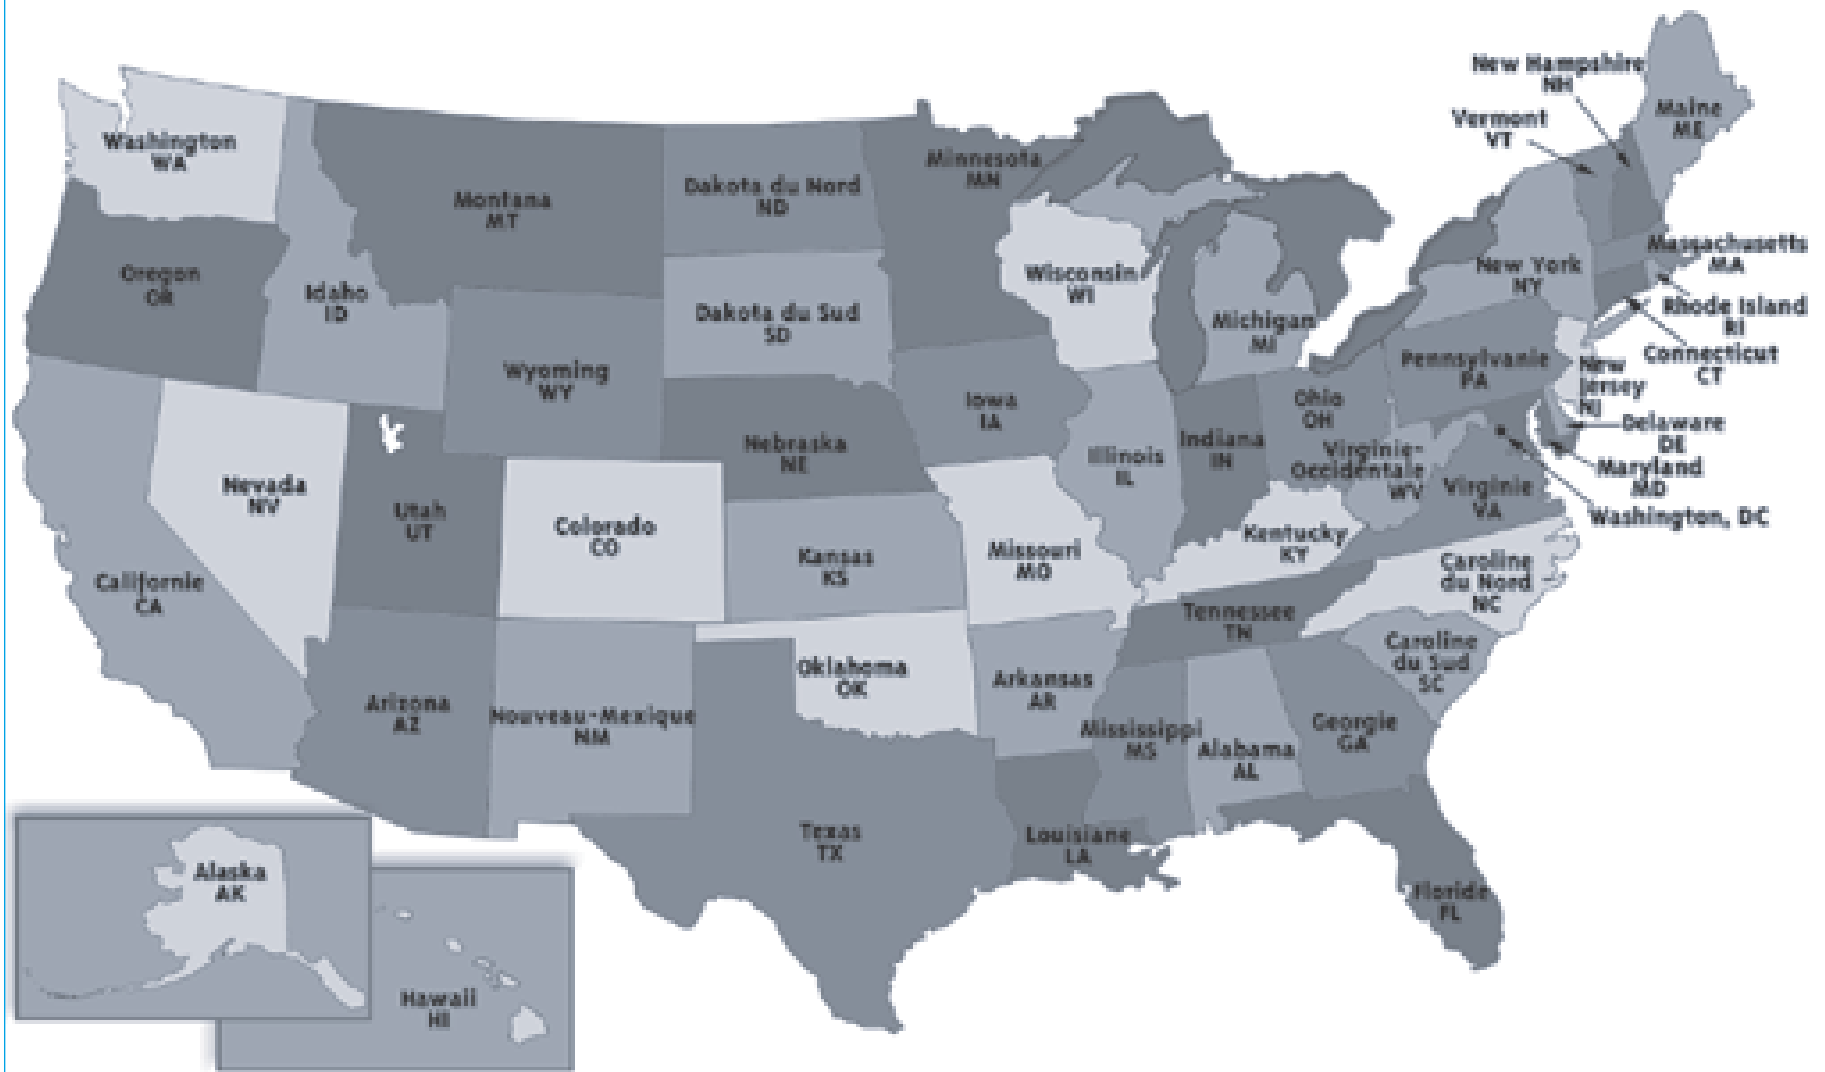 Washington
WA
Oregon
OR
Californie
CA
Nevada
NV
Idaho
ID
Montana
MT
Wyoming
WY
Utah
UT
Colorado
CO
Arizona
AZ
Nouveau-Mexique
NM
Dakota du Nord
ND
Dakota du Sud
SD
Nebraska
NE
Kansas
KS
Oklahoma
OK
Texas
TX
Minnesota
MN
Iowa
IA
Missouri
MO
Arkansas
AR
Louisiane
LA
Wisconsin
WI
Illinois
IL
Michigan
MI
Indiana
IN
Ohio
OH
Kentucky
KY
Tennessee
TN
Mississippi
MS
Alabama
AL
Georgie
GA
Floride
FL
Caroline
du Sud
SC
Caroline
du Nord
NC
Virginie
VA
Virginie-
Occidentale
WV
Pennsylvanie
PA
New York
NY
Vermont
VT
New Hampshire
NH
Maine
ME
Massachusetts
MA
Rhode Island
RI
Connecticut
CT
New
Jersey
NJ
Delaware
DE
Maryland
MD
Washington, DC
Alaska
AK
Hawaii
HI